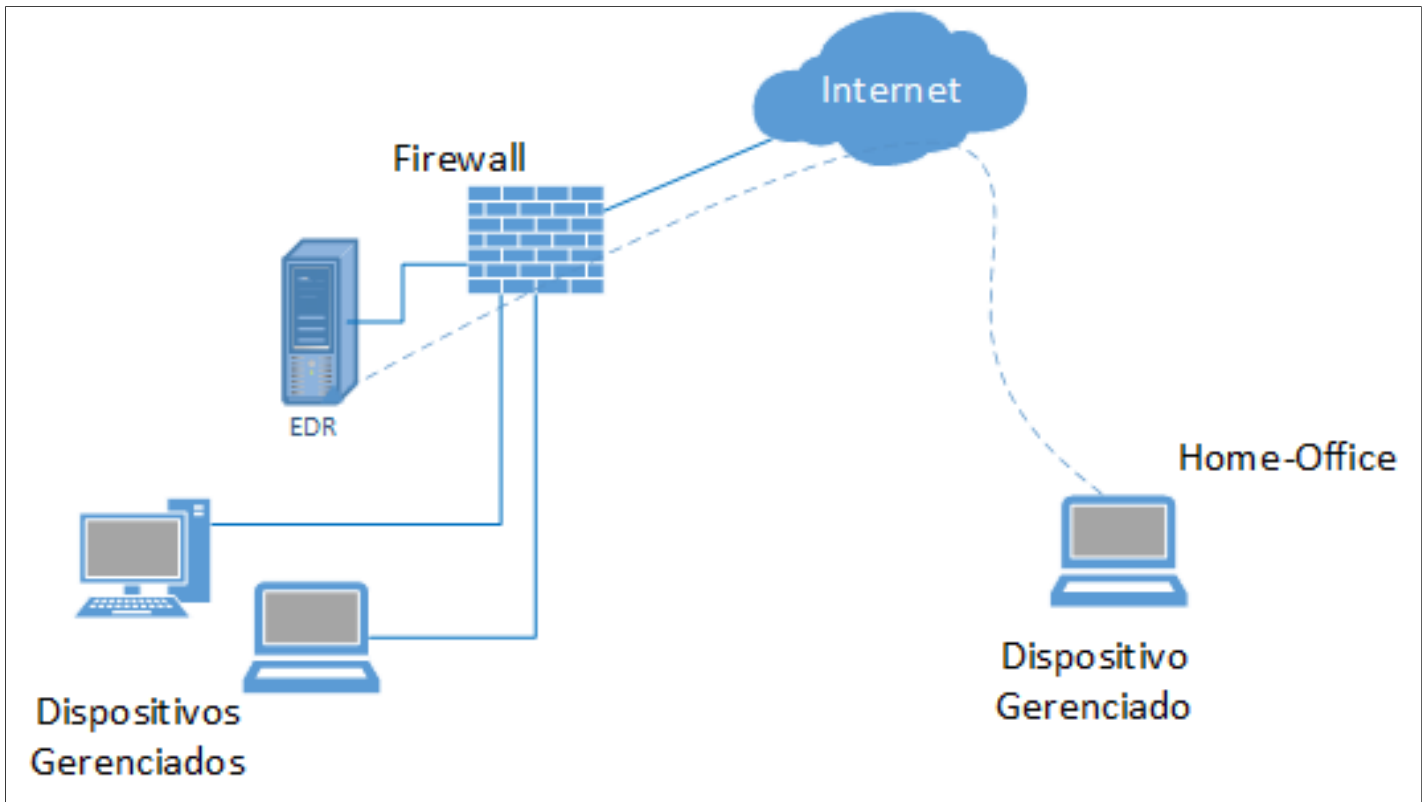 Internet
Firewall
EDR
Home-Office
Dispositivo
Gerenciado
Dispositivos
Gerenciados